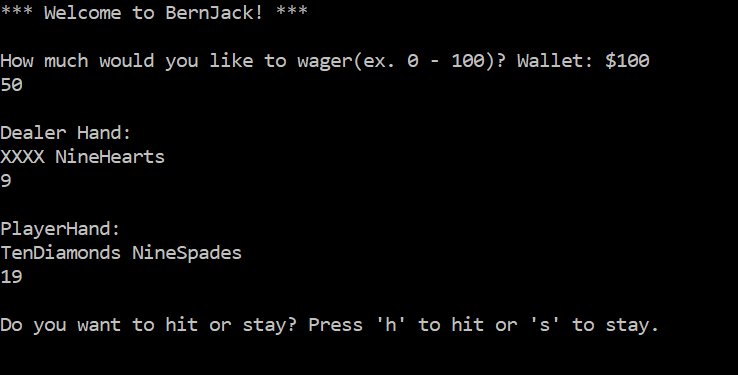 *** Welcome to BernJack! ***
How much would you like to wager(ex. 0 - 100)? Wallet: $100
50
Dealer Hand:
XXXX NineHearts
9
PlayerHand:
TenDiamonds NineSpades
19
Do you want to hit or stay? Press 'h' to hit or 's' to stay.